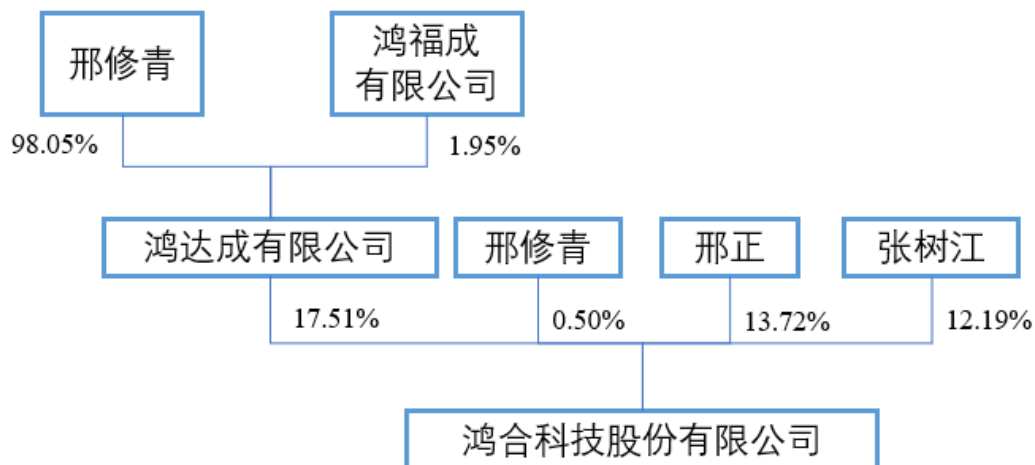 邢修青
鸿福成
有限公司
98.05%
1.95%
鸿达成有限公司
邢修青
邢正
张树江
17.51%
0.50%
13.72%
12.19%
鸿合科技股份有限公司